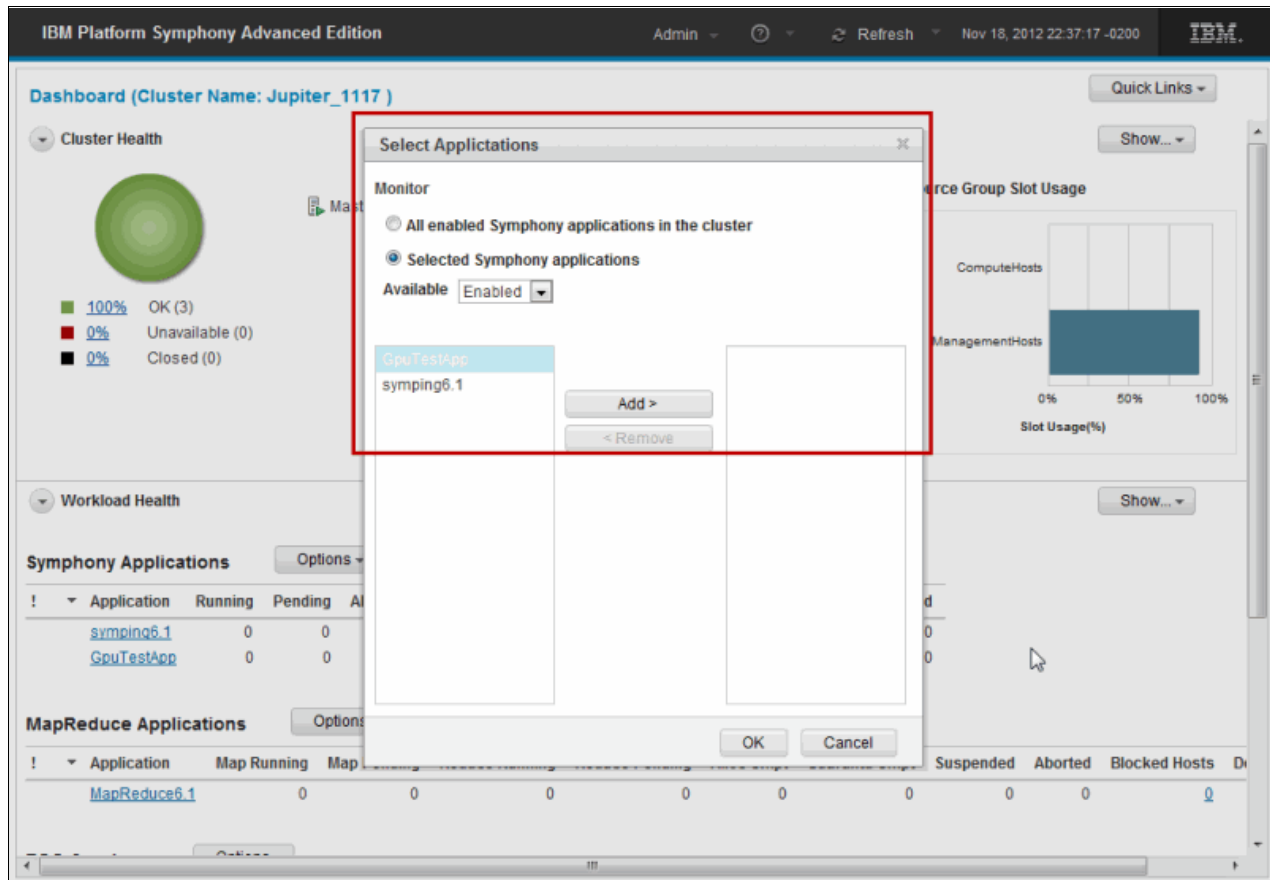 IBM Platform Symphony Advanced Edition
Admin
Refresh
Nov 18, 2012 22:37:17 -0200
IBM.
Dashboard (Cluster Name: Jupiter_1117 )
Quick Links
Cluster Health
Show...
100% OK (3)
0% Unavailable (0)
0% Closed (0)
Select Applictations
Monitor
All enabled Symphony applications in the cluster
Selected Symphony applications
Available Enabled
GpuTestApp
symping6.1
Add >
< Remove
OK
Cancel
Group Slot Usage
ComputeHosts
ManagementHosts
0% 50% 100%
Slot Usage(%)
Workload Health
Show...
Symphony Applications
Options
! Application Running Pending
symping6.1 0 0 0
GpuTestApp 0 0 0
MapReduce Applications
Options
! Application Map Running Map Suspended Aborted Blocked Hosts
MapReduce6.1 0 0 0 0 0 0 0 0 0